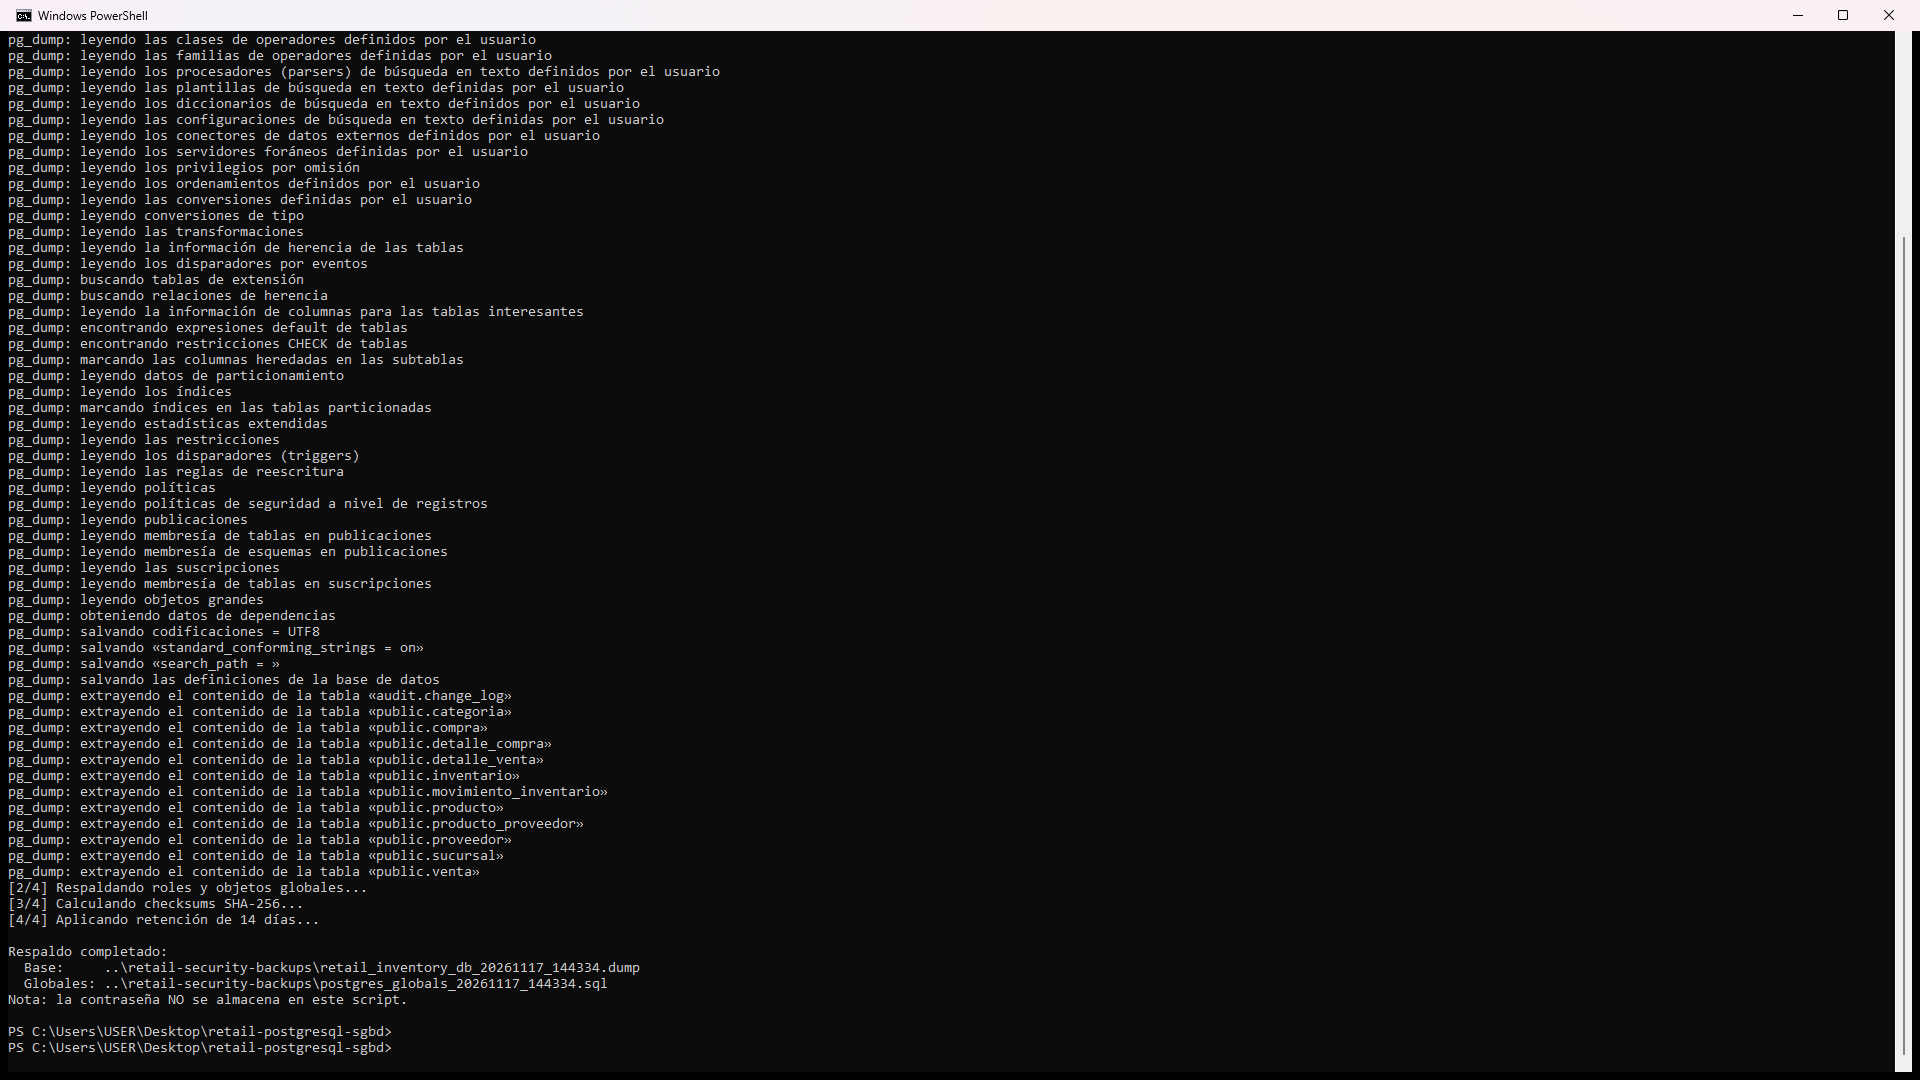 Windows PowerShell
pg_dump: leyendo las clases de operadores definidos por el usuario
pg_dump: leyendo las familias de operadores definidas por el usuario
pg_dump: leyendo los procesadores (parsers) de búsqueda en texto definidos por el usuario
pg_dump: leyendo las plantillas de búsqueda en texto definidas por el usuario
pg_dump: leyendo los diccionarios de búsqueda en texto definidos por el usuario
pg_dump: leyendo las configuraciones de búsqueda en texto definidas por el usuario
pg_dump: leyendo los conectores de datos externos definidos por el usuario
pg_dump: leyendo los servidores foráneos definidas por el usuario
pg_dump: leyendo los privilegios por omisión
pg_dump: leyendo los ordenamientos definidos por el usuario
pg_dump: leyendo las conversiones definidas por el usuario
pg_dump: leyendo conversiones de tipo
pg_dump: leyendo las transformaciones
pg_dump: leyendo la información de herencia de las tablas
pg_dump: leyendo los disparadores por eventos
pg_dump: buscando tablas de extensión
pg_dump: buscando relaciones de herencia
pg_dump: leyendo la información de columnas para las tablas interesantes
pg_dump: encontrando expresiones default de tablas
pg_dump: encontrando restricciones CHECK de tablas
pg_dump: marcando las columnas heredadas en las subtablas
pg_dump: leyendo datos de particionamiento
pg_dump: leyendo los índices
pg_dump: marcando índices en las tablas particionadas
pg_dump: leyendo estadísticas extendidas
pg_dump: leyendo las restricciones
pg_dump: leyendo los disparadores (triggers)
pg_dump: leyendo las reglas de reescritura
pg_dump: leyendo políticas
pg_dump: leyendo políticas de seguridad a nivel de registros
pg_dump: leyendo publicaciones
pg_dump: leyendo membresía de tablas en publicaciones
pg_dump: leyendo membresía de esquemas en publicaciones
pg_dump: leyendo las suscripciones
pg_dump: leyendo membresía de tablas en suscripciones
pg_dump: leyendo objetos grandes
pg_dump: obteniendo datos de dependencias
pg_dump: salvando codificaciones = UTF8
pg_dump: salvando «standard_conforming_strings = on»
pg_dump: salvando «search_path = »
pg_dump: salvando las definiciones de la base de datos
pg_dump: extrayendo el contenido de la tabla «audit.change_log»
pg_dump: extrayendo el contenido de la tabla «public.categoria»
pg_dump: extrayendo el contenido de la tabla «public.compra»
pg_dump: extrayendo el contenido de la tabla «public.detalle_compra»
pg_dump: extrayendo el contenido de la tabla «public.detalle_venta»
pg_dump: extrayendo el contenido de la tabla «public.inventario»
pg_dump: extrayendo el contenido de la tabla «public.movimiento_inventario»
pg_dump: extrayendo el contenido de la tabla «public.producto»
pg_dump: extrayendo el contenido de la tabla «public.producto_proveedor»
pg_dump: extrayendo el contenido de la tabla «public.proveedor»
pg_dump: extrayendo el contenido de la tabla «public.sucursal»
pg_dump: extrayendo el contenido de la tabla «public.venta»
[2/4] Respaldando roles y objetos globales...
[3/4] Calculando checksums SHA-256...
[4/4] Aplicando retención de 14 días...
Respaldo completado:
Base: ..\retail-security-backups\retail_inventory_db_20261117_144334.dump
Globales: ..\retail-security-backups\postgres_globals_20261117_144334.sql
Nota: la contraseña NO se almacena en este script.
PS C:\Users\USER\Desktop\retail-postgresql-sgbd>
PS C:\Users\USER\Desktop\retail-postgresql-sgbd>